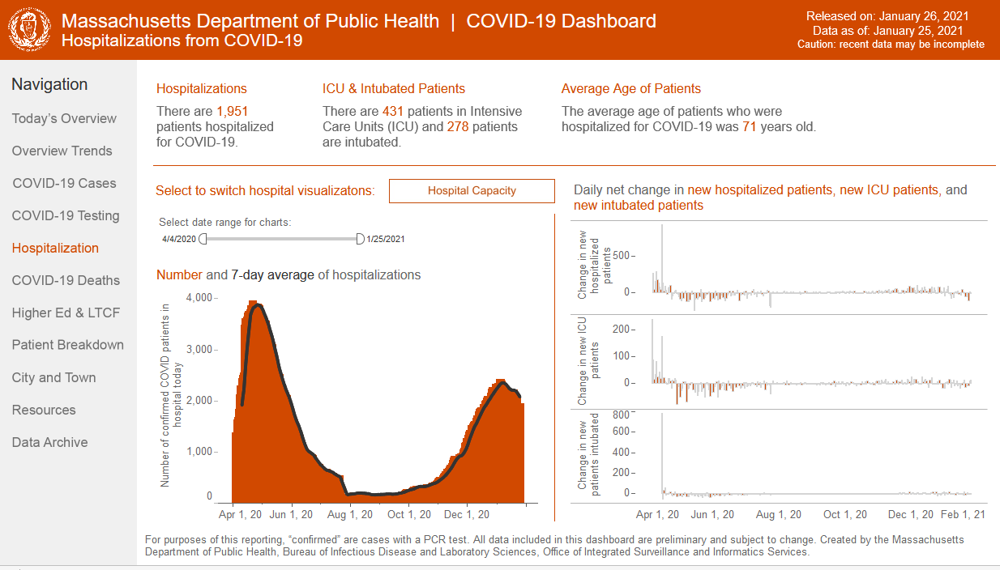 Massachusetts Department of Public Health | COVID-19 Dashboard
Hospitalizations from COVID-19
Released on: January 26, 2021
Data as of: January 25, 2021
Caution: recent data may be incomplete
Navigation
Today's Overview
Overview Trends
COVID-19 Cases
COVID-19 Testing
Hospitalization
COVID-19 Deaths
Higher Ed & LTCF
Patient Breakdown
City and Town
Resources
Data Archive
Hospitalizations
There are 1,951
patients hospitalized
for COVID-19.
ICU & Intubated Patients
There are 431 patients in Intensive
Care Units (ICU) and 278 patients
are intubated.
Average Age of Patients
The average age of patients who were
hospitalized for COVID-19 was 71 years old.
Select to switch hospital visualizatons:
Hospital Capacity
Select date range for charts:
4/4/2020
1/25/2021
Number and 7-day average of hospitalizations
Number of confirmed COVID patients in
hospital today
4,000
3,000
2,000
1,000
0
Apr 1, 20
Jun 1, 20
Aug 1, 20
Oct 1, 20
Dec 1, 20
Daily net change in new hospitalized patients, new ICU patients, and
new intubated patients
Change in new
hospitalized
patients
500
0
Change in new ICU
patients
200
100
0
Change in new
patients intubated
800
600
400
200
0
Apr 1, 20
Jun 1, 20
Aug 1, 20
Oct 1, 20
Dec 1, 20
Feb 1, 21
For purposes of this reporting, “confirmed” are cases with a PCR test. All data included in this dashboard are preliminary and subject to change. Created by the Massachusetts
Department of Public Health, Bureau of Infectious Disease and Laboratory Sciences, Office of Integrated Surveillance and Informatics Services.